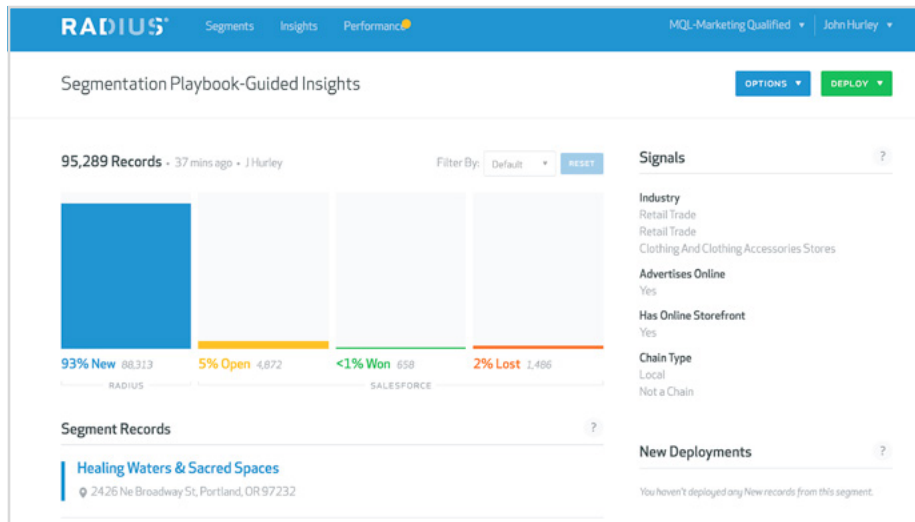 RADIUS Segments Insights Performance MQL-Marketing Qualified John Hurley
Segmentation Playbook-Guided Insights
OPTIONS DEPLOY
95,289 Records • 37 mins ago • J Hurley
Filter By: Default RESET
93% New 88,313
5% Open 4,872
<1% Won 658
2% Lost 1,486
RADIUS
SALESFORCE
Segment Records ?
Healing Waters & Sacred Spaces
2426 Ne Broadway St, Portland, OR 97232
Signals ?
Industry
Retail Trade
Retail Trade
Clothing And Clothing Accessories Stores
Advertises Online
Yes
Has Online Storefront
Yes
Chain Type
Local
Not a Chain
New Deployments ?
You haven't deployed any New records from this segment.